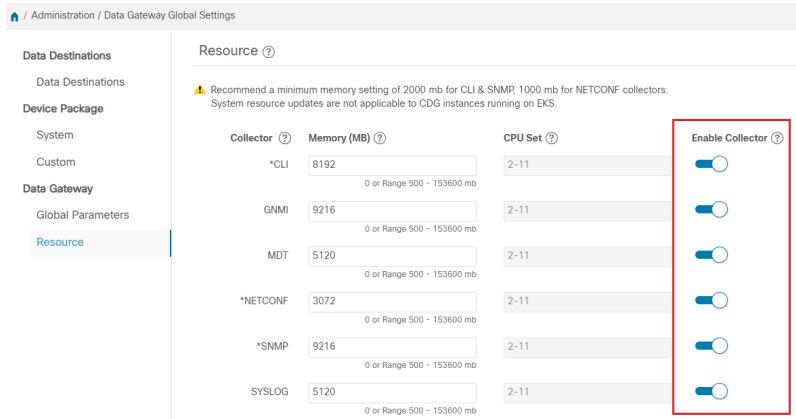 / Administration / Data Gateway Global Settings
Data Destinations
Data Destinations
Device Package
System
Custom
Data Gateway
Global Parameters
Resource
Resource ?
Recommend a minimum memory setting of 2000 mb for CLI & SNMP, 1000 mb for NETCONF collectors.
System resource updates are not applicable to CDG instances running on EKS.
Collector ? Memory (MB) ? CPU Set ? Enable Collector ?
*CLI 8192 2-11
0 or Range 500 - 153600 mb
GNMI 9216 2-11
0 or Range 500 - 153600 mb
MDT 5120 2-11
0 or Range 500 - 153600 mb
*NETCONF 3072 2-11
0 or Range 500 - 153600 mb
*SNMP 9216 2-11
0 or Range 500 - 153600 mb
SYSLOG 5120 2-11
0 or Range 500 - 153600 mb